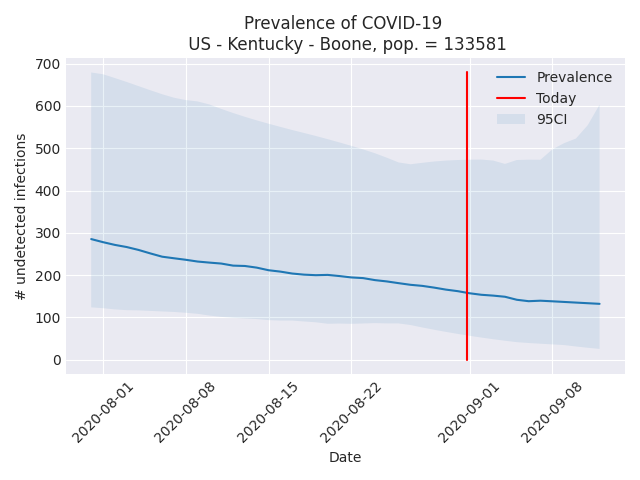 Prevalence of COVID-19
US - Kentucky - Boone, pop. = 133581
700
600
500
400
300
200
100
0
# undetected infections
Prevalence
Today
95CI
2020-08-01
2020-08-08
2020-08-15
2020-08-22
2020-09-01
2020-09-08
Date